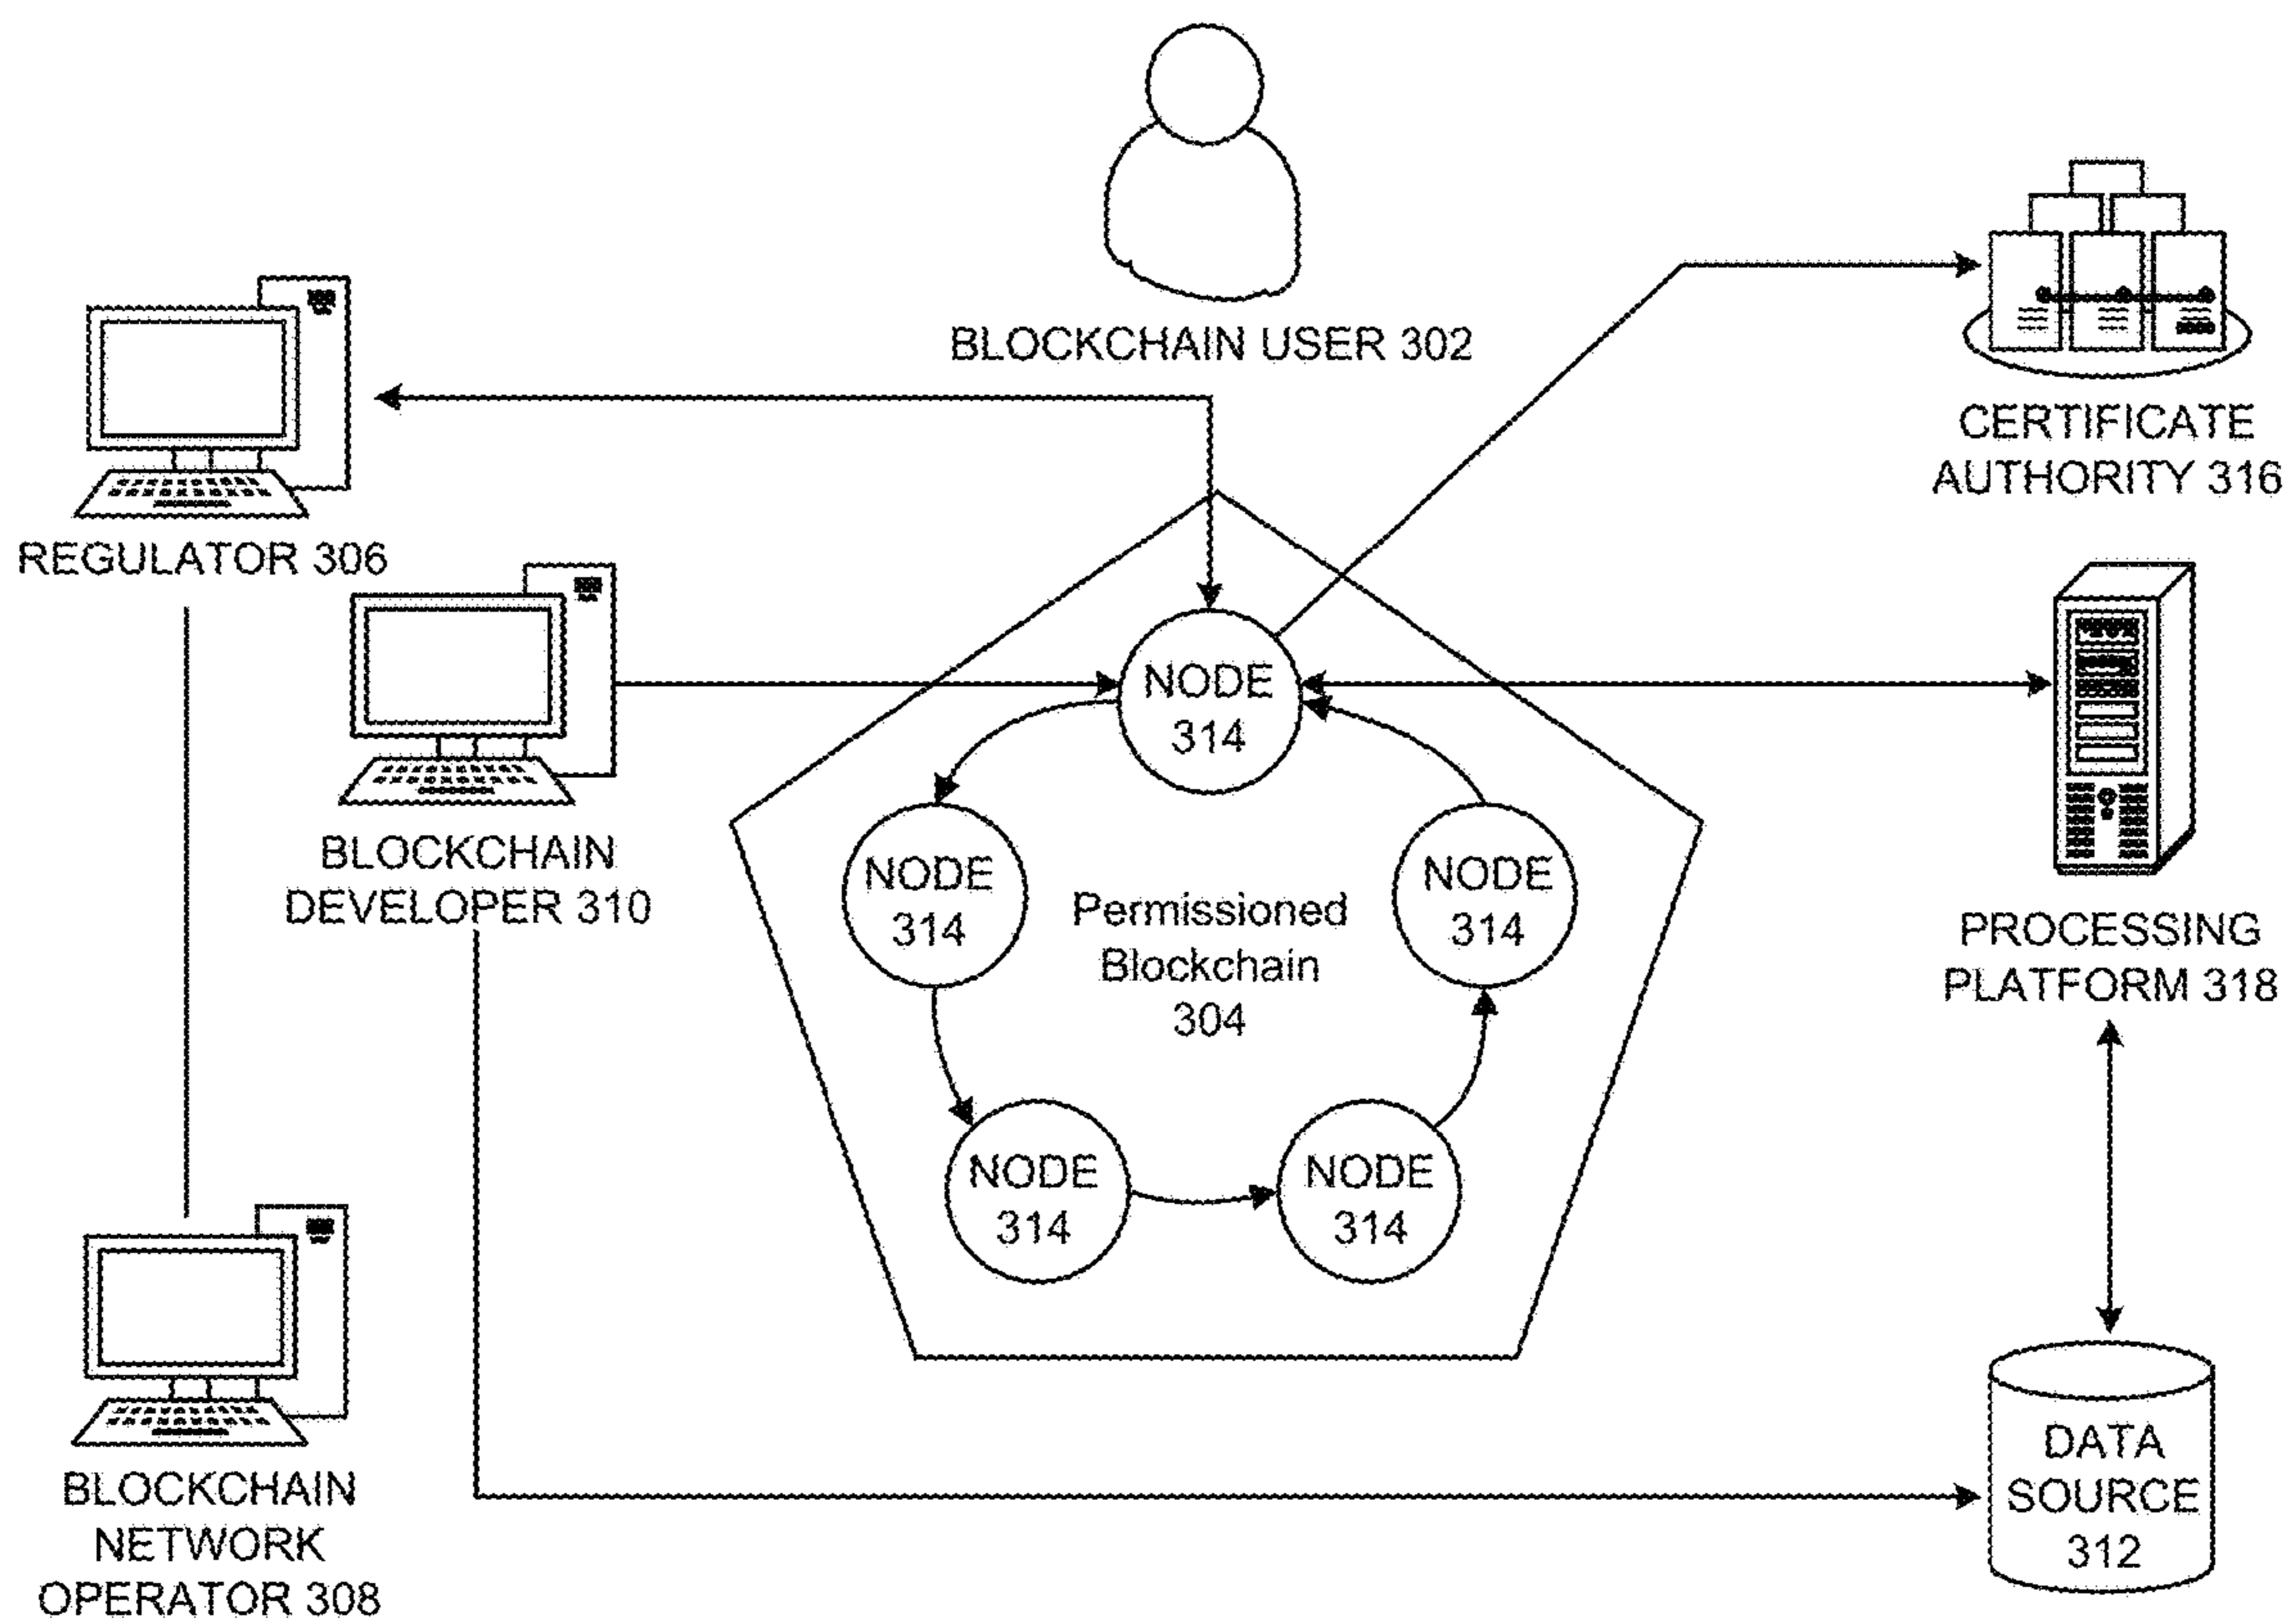 BLOCKCHAIN USER 302
CERTIFICATE
AUTHORITY 316
REGULATOR 306
NODE
314
BLOCKCHAIN
DEVELOPER 310
NODE
314
Permissioned
Blockchain
304
NODE
314
PROCESSING
PLATFORM 318
NODE
314
NODE
314
BLOCKCHAIN
NETWORK
OPERATOR 308
DATA
SOURCE
312